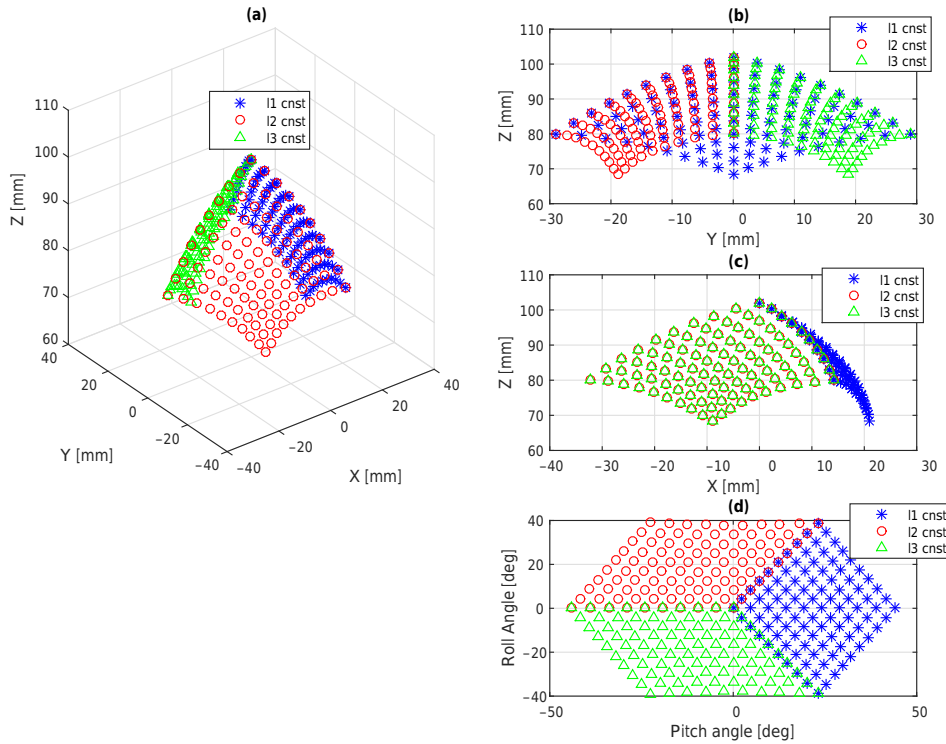 (a)
l1 cnst
l2 cnst
l3 cnst
110
100
90
80
70
60
Z [mm]
40
20
0
-20
-40
Y [mm]
-40
-20
0
20
40
X [mm]
(b)
l1 cnst
l2 cnst
l3 cnst
110
100
90
80
70
60
Z [mm]
-30
-20
-10
0
10
20
30
Y [mm]
(c)
l1 cnst
l2 cnst
l3 cnst
110
100
90
80
70
60
Z [mm]
-40
-30
-20
-10
0
10
20
30
X [mm]
(d)
l1 cnst
l2 cnst
l3 cnst
40
20
0
-20
-40
Roll Angle [deg]
-50
0
50
Pitch angle [deg]